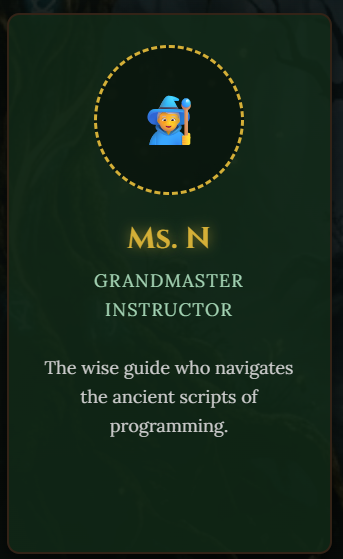 Ms. N
GRANDMASTER
INSTRUCTOR
The wise guide who navigates
the ancient scripts of
programming.